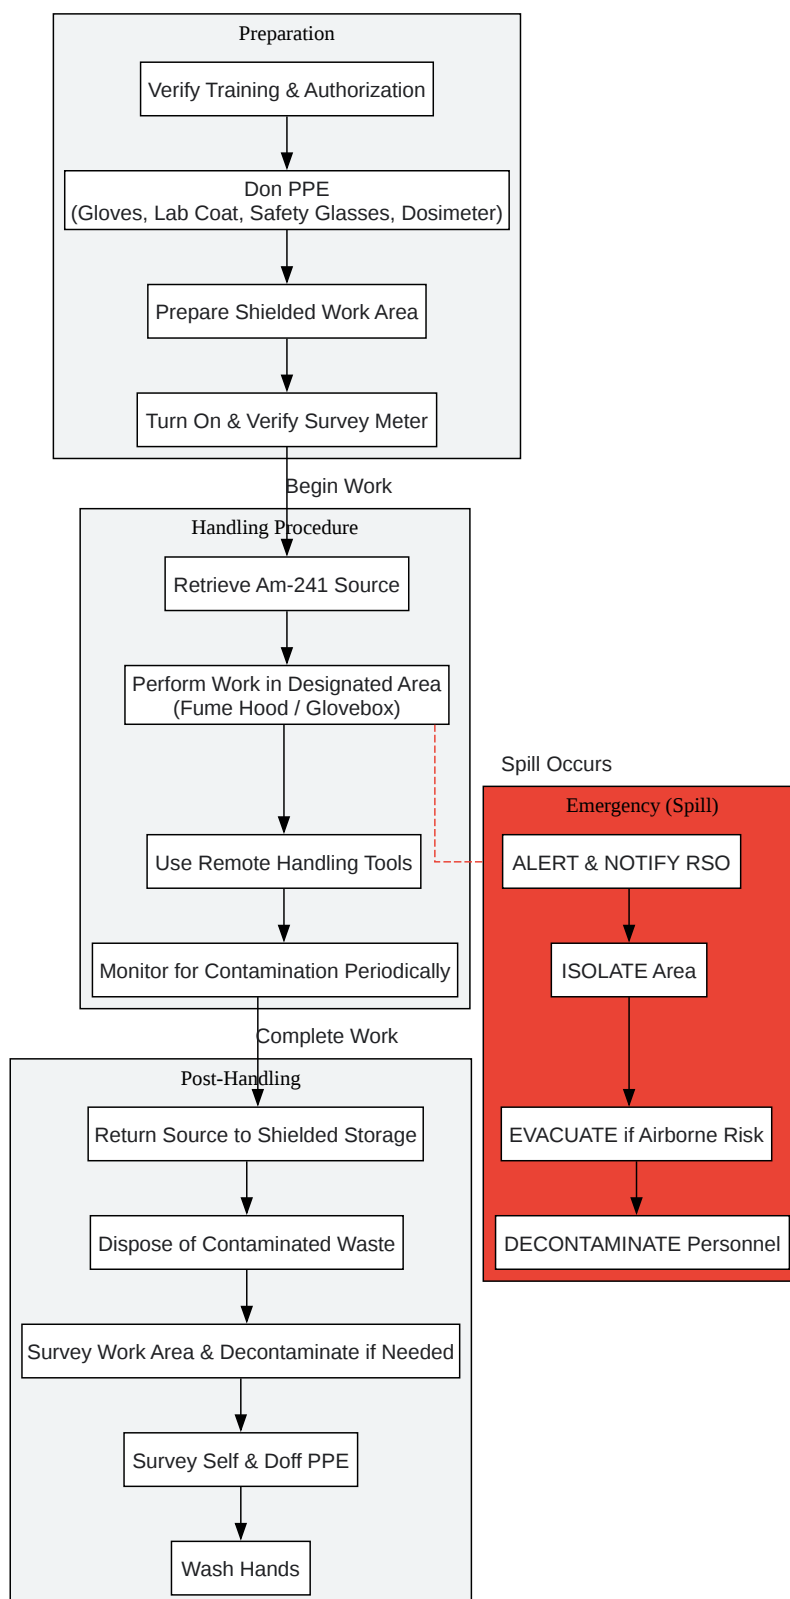 Preparation
Verify Training & Authorization
Don PPE
(Gloves, Lab Coat, Safety Glasses, Dosimeter)
Prepare Shielded Work Area
Turn On & Verify Survey Meter
Begin Work
Handling Procedure
Retrieve Am-241 Source
Perform Work in Designated Area
(Fume Hood / Glovebox)
Use Remote Handling Tools
Monitor for Contamination Periodically
Complete Work
Spill Occurs
Emergency (Spill)
ALERT & NOTIFY RSO
ISOLATE Area
EVACUATE if Airborne Risk
DECONTAMINATE Personnel
Post-Handling
Return Source to Shielded Storage
Dispose of Contaminated Waste
Survey Work Area & Decontaminate if Needed
Survey Self & Doff PPE
Wash Hands